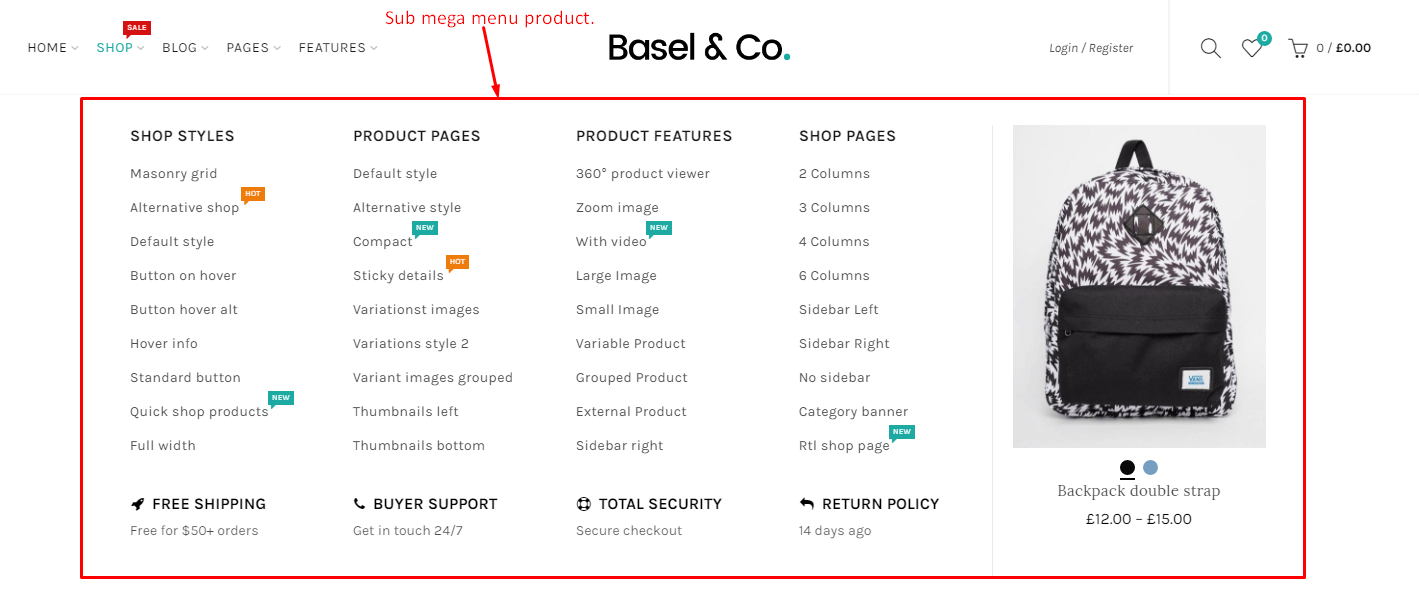 Sub mega menu product.
SALE
HOME SHOP BLOG PAGES FEATURES
Basel & Co.
Login / Register
0
0 / £0.00
SHOP STYLES
Masonry grid
HOT
Alternative shop
Default style
Button on hover
Button hover alt
Hover info
Standard button
NEW
Quick shop products
Full width
PRODUCT PAGES
Default style
Alternative style
NEW
Compact
HOT
Sticky details
Variationst images
Variations style 2
Variant images grouped
Thumbnails left
Thumbnails bottom
PRODUCT FEATURES
360° product viewer
Zoom image
NEW
With video
Large Image
Small Image
Variable Product
Grouped Product
External Product
Sidebar right
SHOP PAGES
2 Columns
3 Columns
4 Columns
6 Columns
Sidebar Left
Sidebar Right
No sidebar
Category banner
NEW
Rtl shop page
FREE SHIPPING
Free for $50+ orders
BUYER SUPPORT
Get in touch 24/7
TOTAL SECURITY
Secure checkout
RETURN POLICY
14 days ago
VANS
Backpack double strap
£12.00 – £15.00